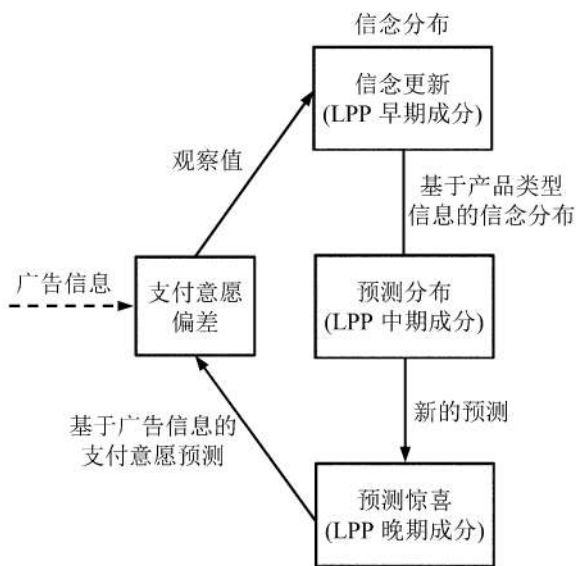 信念分布
信念更新
(LPP 早期成分)
观察值
基于产品类型
信息的信念分布
广告信息
支付意愿
偏差
预测分布
(LPP 中期成分)
新的预测
基于广告信息的
支付意愿预测
预测惊喜
(LPP 晚期成分)